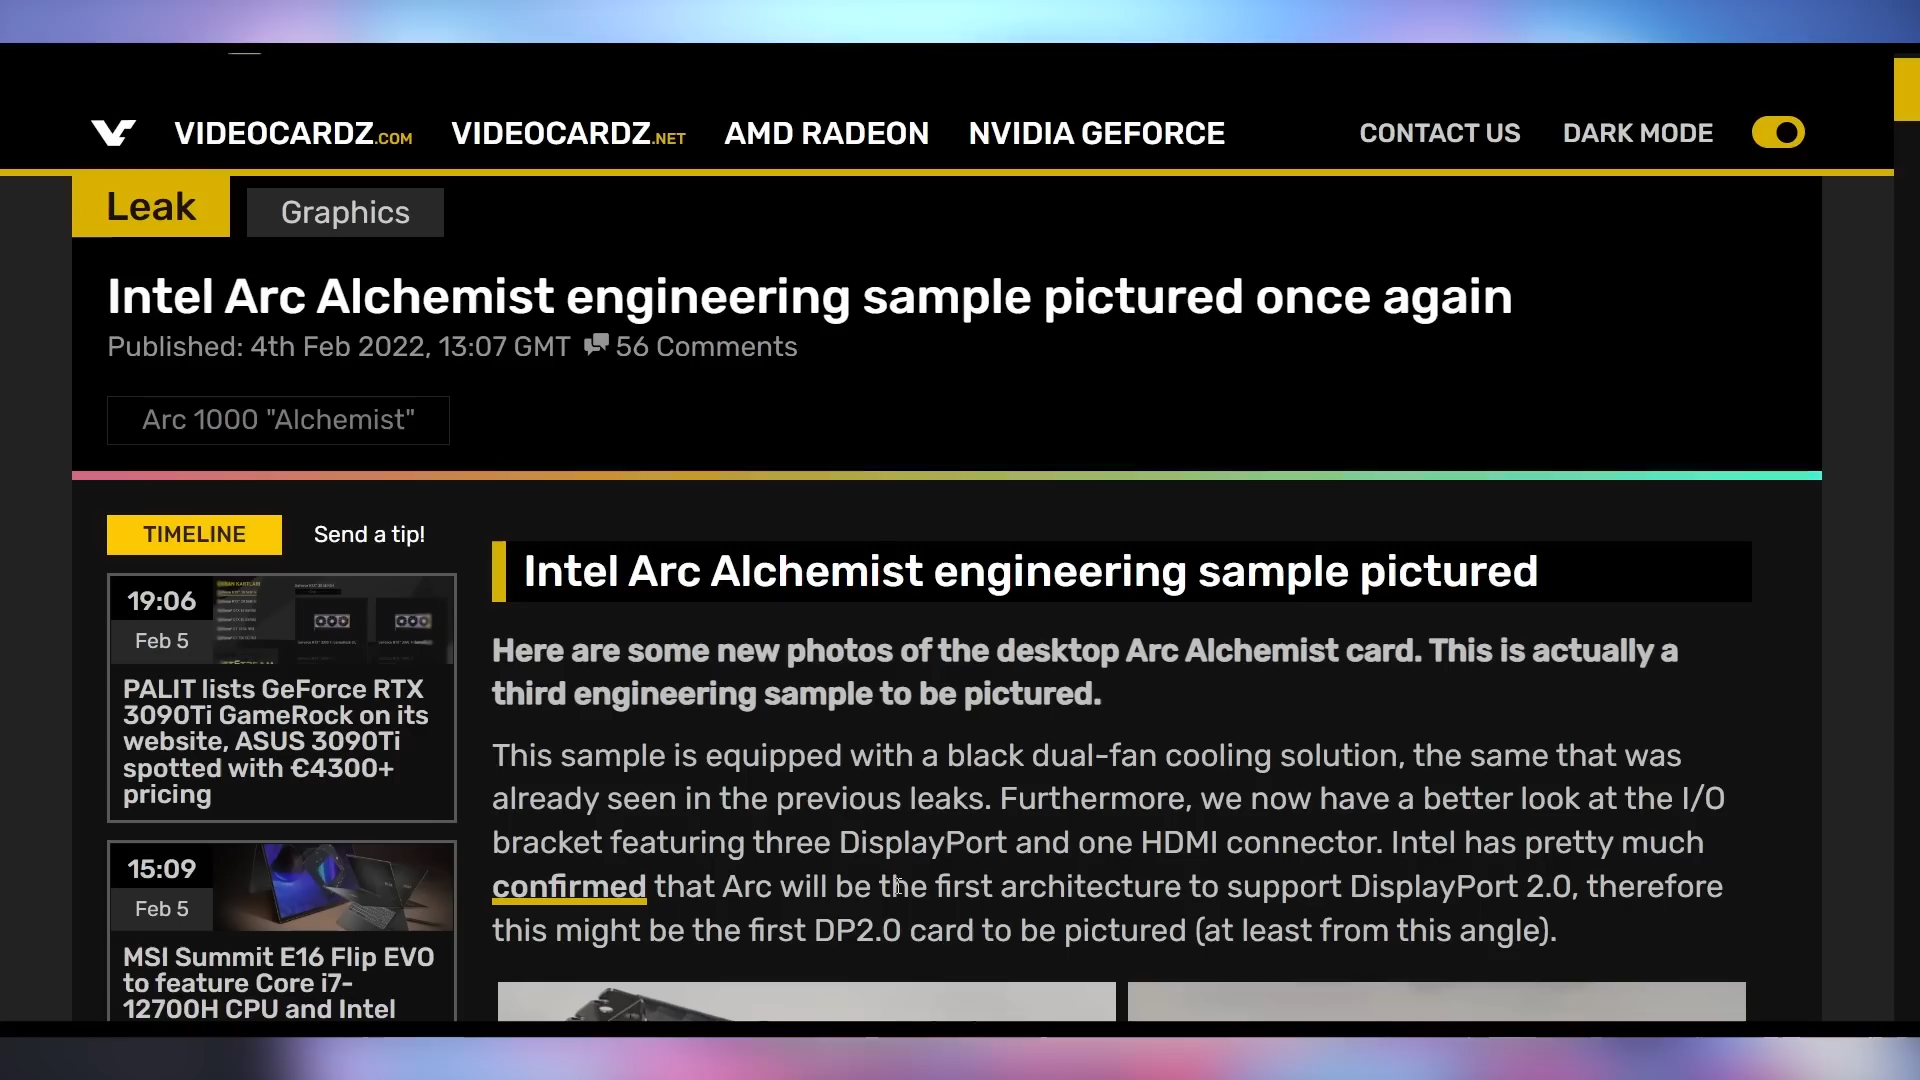 VIDEOCARDZ.COM VIDEOCARDZ.NET AMD RADEON NVIDIA GEFORCE CONTACT US DARK MODE
Leak Graphics
Intel Arc Alchemist engineering sample pictured once again
Published: 4th Feb 2022, 13:07 GMT 56 Comments
Arc 1000 "Alchemist"
TIMELINE Send a tip!
19:06
Feb 5
PALIT lists GeForce RTX
3090Ti GameRock on its
website, ASUS 3090Ti
spotted with €4300+
pricing
15:09
Feb 5
MSI Summit E16 Flip EVO
to feature Core i7-
12700H CPU and Intel
Intel Arc Alchemist engineering sample pictured
Here are some new photos of the desktop Arc Alchemist card. This is actually a
third engineering sample to be pictured.
This sample is equipped with a black dual-fan cooling solution, the same that was
already seen in the previous leaks. Furthermore, we now have a better look at the I/O
bracket featuring three DisplayPort and one HDMI connector. Intel has pretty much
confirmed that Arc will be the first architecture to support DisplayPort 2.0, therefore
this might be the first DP2.0 card to be pictured (at least from this angle).